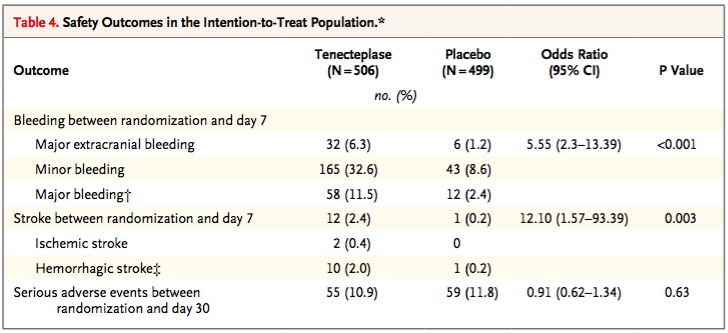 Table 4. Safety Outcomes in the Intention-to-Treat Population.*
Outcome Tenecteplase (N=506) Placebo (N=499) Odds Ratio (95% CI) P Value
no. (%)
Bleeding between randomization and day 7
Major extracranial bleeding 32 (6.3) 6 (1.2) 5.55 (2.3–13.39) <0.001
Minor bleeding 165 (32.6) 43 (8.6)
Major bleeding† 58 (11.5) 12 (2.4)
Stroke between randomization and day 7 12 (2.4) 1 (0.2) 12.10 (1.57–93.39) 0.003
Ischemic stroke 2 (0.4) 0
Hemorrhagic stroke‡ 10 (2.0) 1 (0.2)
Serious adverse events between 55 (10.9) 59 (11.8) 0.91 (0.62–1.34) 0.63
randomization and day 30